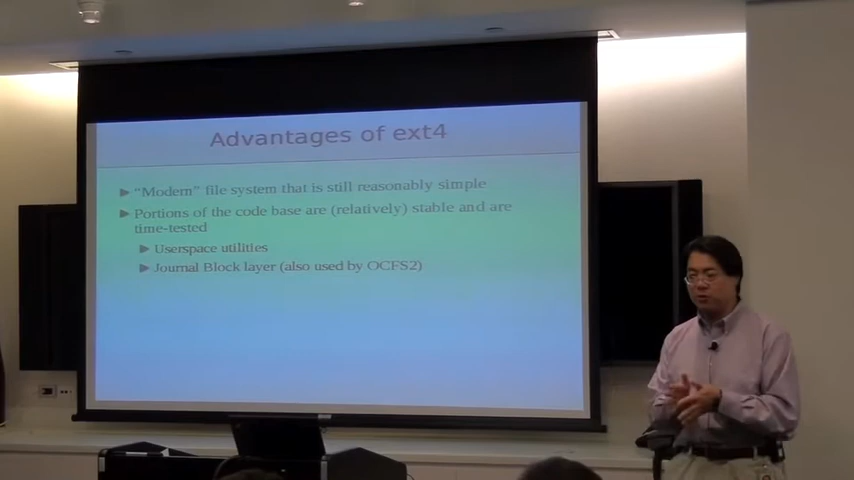 Advantages of ext4
"Modern" file system that is still reasonably simple
Portions of the code base are (relatively) stable and are
time-tested
Userspace utilities
Journal Block layer (also used by OCFS2)